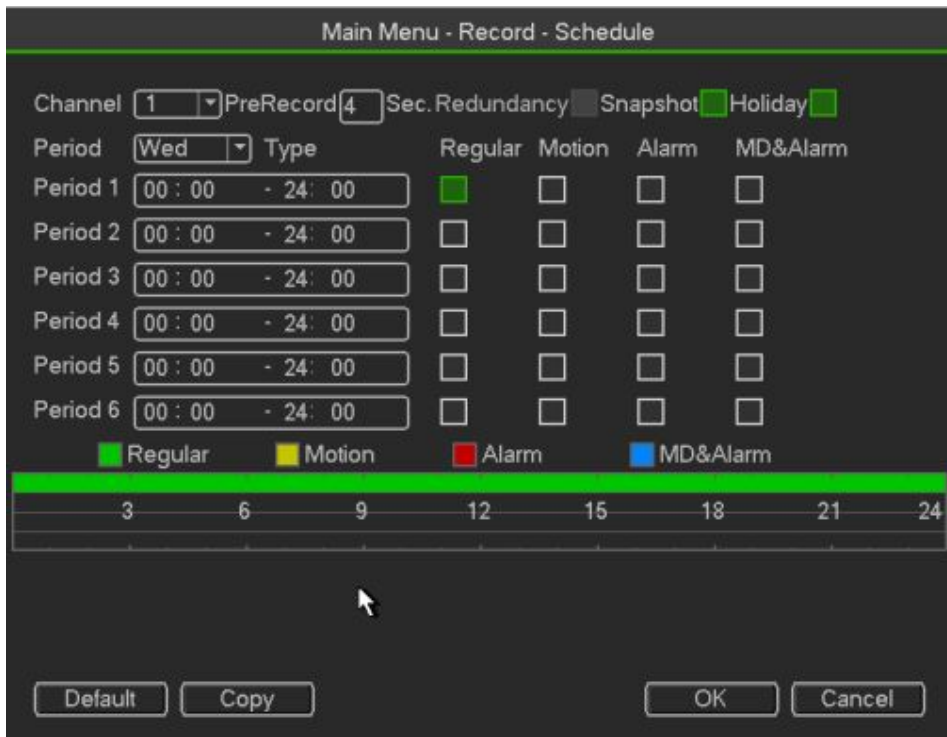 Main Menu - Record - Schedule
Channel 1 PreRecord 4 Sec. Redundancy Snapshot Holiday
Period Wed Type Regular Motion Alarm MD&Alarm
Period 1 00 : 00 - 24: 00
Period 2 00 : 00 - 24: 00
Period 3 00 : 00 - 24: 00
Period 4 00 : 00 - 24: 00
Period 5 00 : 00 - 24: 00
Period 6 00 : 00 - 24: 00
Regular Motion Alarm MD&Alarm
3 6 9 12 15 18 21 24
Default Copy OK Cancel